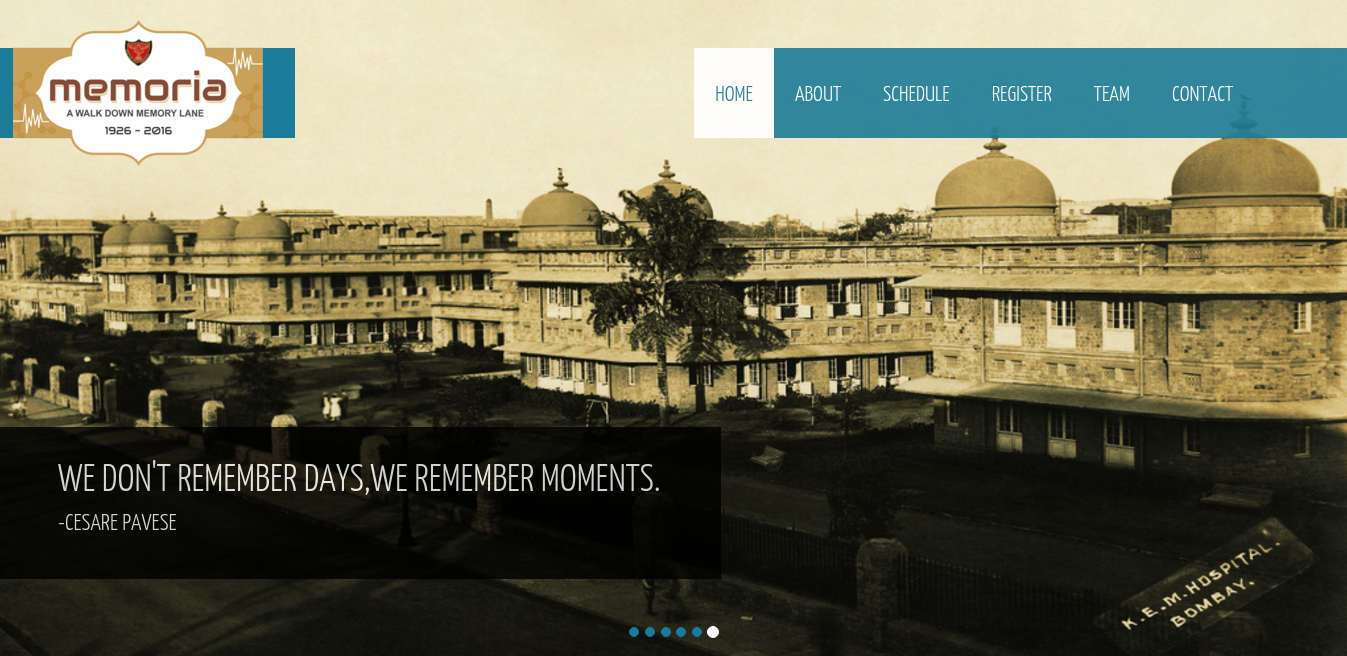 memoria
A WALK DOWN MEMORY LANE
1926 - 2016
HOME ABOUT SCHEDULE REGISTER TEAM CONTACT
WE DON'T REMEMBER DAYS,WE REMEMBER MOMENTS.
-CESARE PAVESE
K.E.M. HOSPITAL.
BOMBAY.